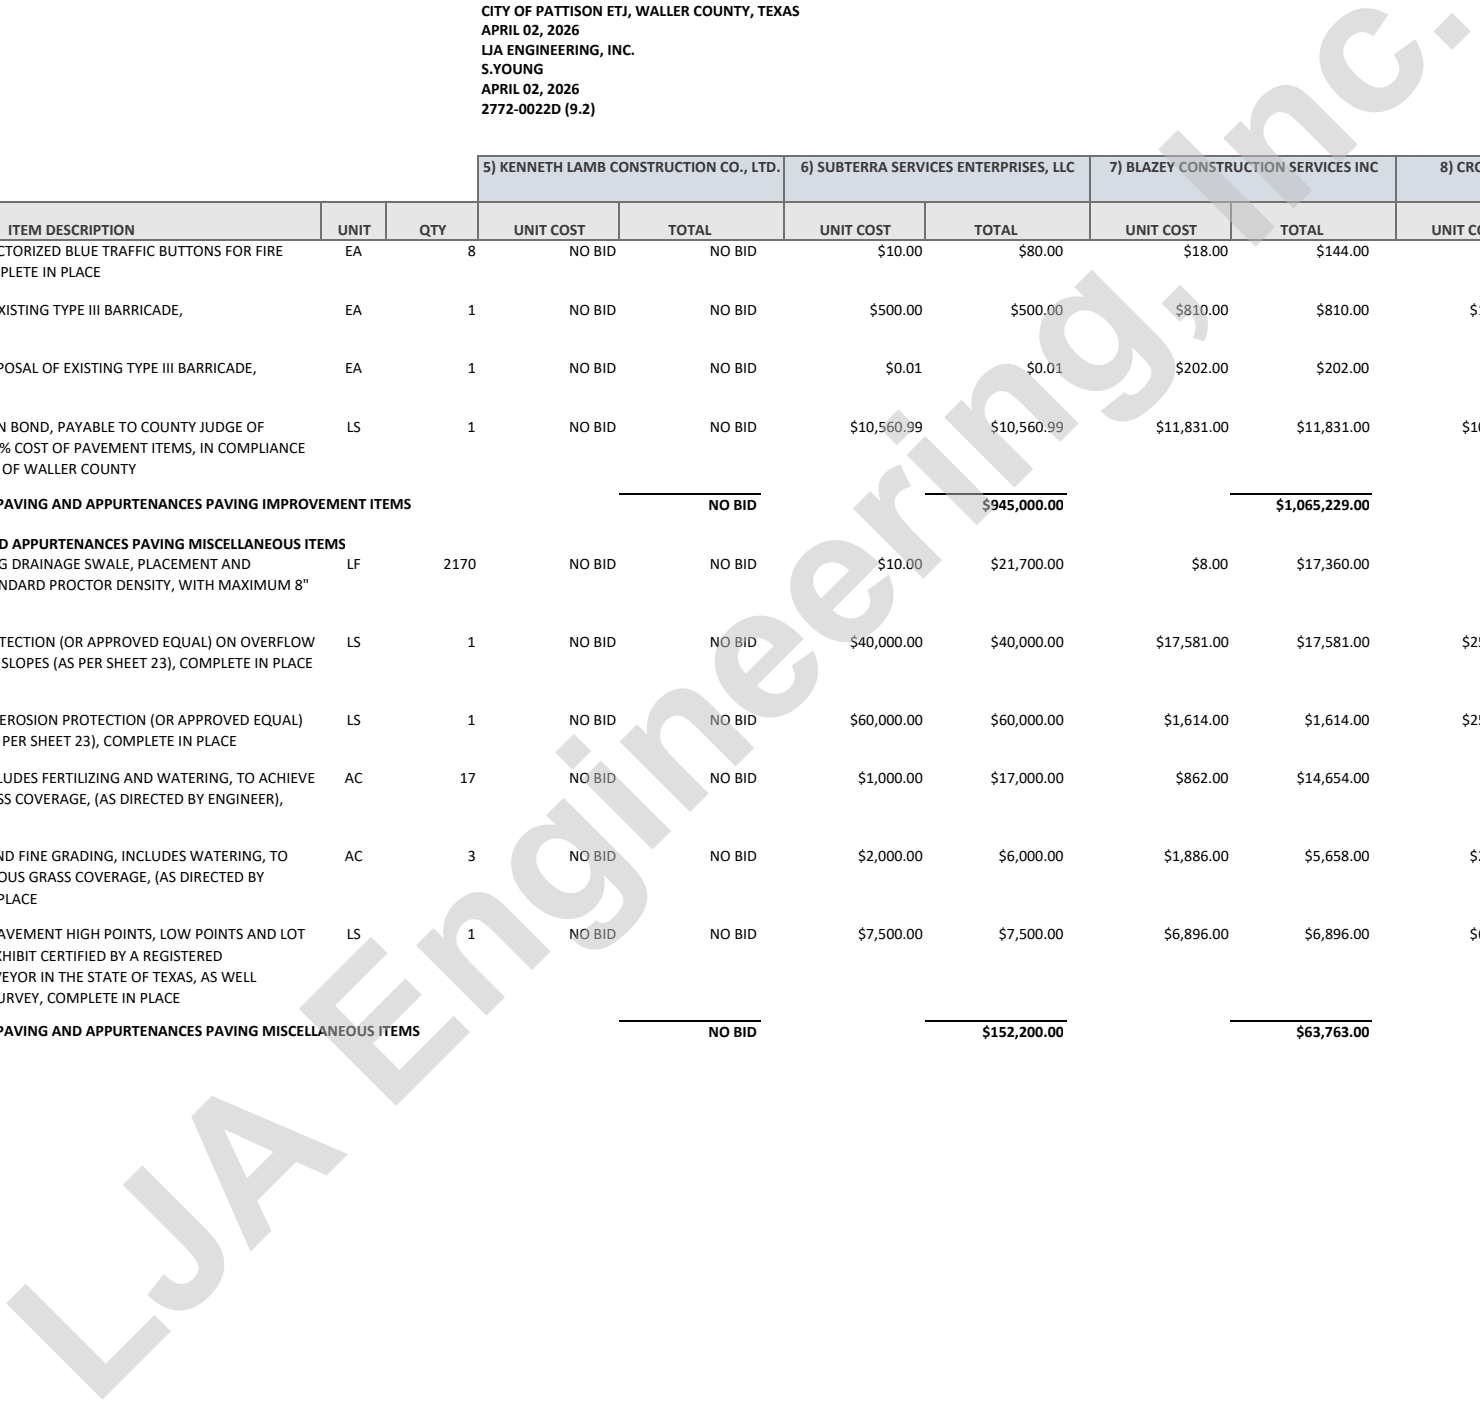 CITY OF PATTISON ETJ, WALLER COUNTY, TEXAS
APRIL 02, 2026
LJA ENGINEERING, INC.
S.YOUNG
APRIL 02, 2026
2772-0022D (9.2)
5) KENNETH LAMB CONSTRUCTION CO., LTD. 6) SUBTERRA SERVICES ENTERPRISES, LLC 7) BLAZEY CONSTRUCTION SERVICES INC 8) CRO
ITEM DESCRIPTION UNIT QTY UNIT COST TOTAL UNIT COST TOTAL UNIT COST TOTAL UNIT CO
CTORIZED BLUE TRAFFIC BUTTONS FOR FIRE EA 8 NO BID NO BID $10.00 $80.00 $18.00 $144.00
PLETE IN PLACE
XISTING TYPE III BARRICADE, EA 1 NO BID NO BID $500.00 $500.00 $810.00 $810.00 $1
POSAL OF EXISTING TYPE III BARRICADE, EA 1 NO BID NO BID $0.01 $0.01 $202.00 $202.00
N BOND, PAYABLE TO COUNTY JUDGE OF LS 1 NO BID NO BID $10,560.99 $10,560.99 $11,831.00 $11,831.00 $10
% COST OF PAVEMENT ITEMS, IN COMPLIANCE
OF WALLER COUNTY
PAVING AND APPURTENANCES PAVING IMPROVEMENT ITEMS NO BID $945,000.00 $1,065,229.00
D APPURTENANCES PAVING MISCELLANEOUS ITEMS
G DRAINAGE SWALE, PLACEMENT AND LF 2170 NO BID NO BID $10.00 $21,700.00 $8.00 $17,360.00
NDARD PROCTOR DENSITY, WITH MAXIMUM 8"
TECTION (OR APPROVED EQUAL) ON OVERFLOW LS 1 NO BID NO BID $40,000.00 $40,000.00 $17,581.00 $17,581.00 $25
SLOPES (AS PER SHEET 23), COMPLETE IN PLACE
EROSION PROTECTION (OR APPROVED EQUAL) LS 1 NO BID NO BID $60,000.00 $60,000.00 $1,614.00 $1,614.00 $25
PER SHEET 23), COMPLETE IN PLACE
LUDES FERTILIZING AND WATERING, TO ACHIEVE AC 17 NO BID NO BID $1,000.00 $17,000.00 $862.00 $14,654.00
SS COVERAGE, (AS DIRECTED BY ENGINEER),
ND FINE GRADING, INCLUDES WATERING, TO AC 3 NO BID NO BID $2,000.00 $6,000.00 $1,886.00 $5,658.00 $2
OUS GRASS COVERAGE, (AS DIRECTED BY
PLACE
AVEMENT HIGH POINTS, LOW POINTS AND LOT LS 1 NO BID NO BID $7,500.00 $7,500.00 $6,896.00 $6,896.00 $6
XHIBIT CERTIFIED BY A REGISTERED
VEYOR IN THE STATE OF TEXAS, AS WELL
URVEY, COMPLETE IN PLACE
PAVING AND APPURTENANCES PAVING MISCELLANEOUS ITEMS NO BID $152,200.00 $63,763.00
LJA Engineering, Inc.